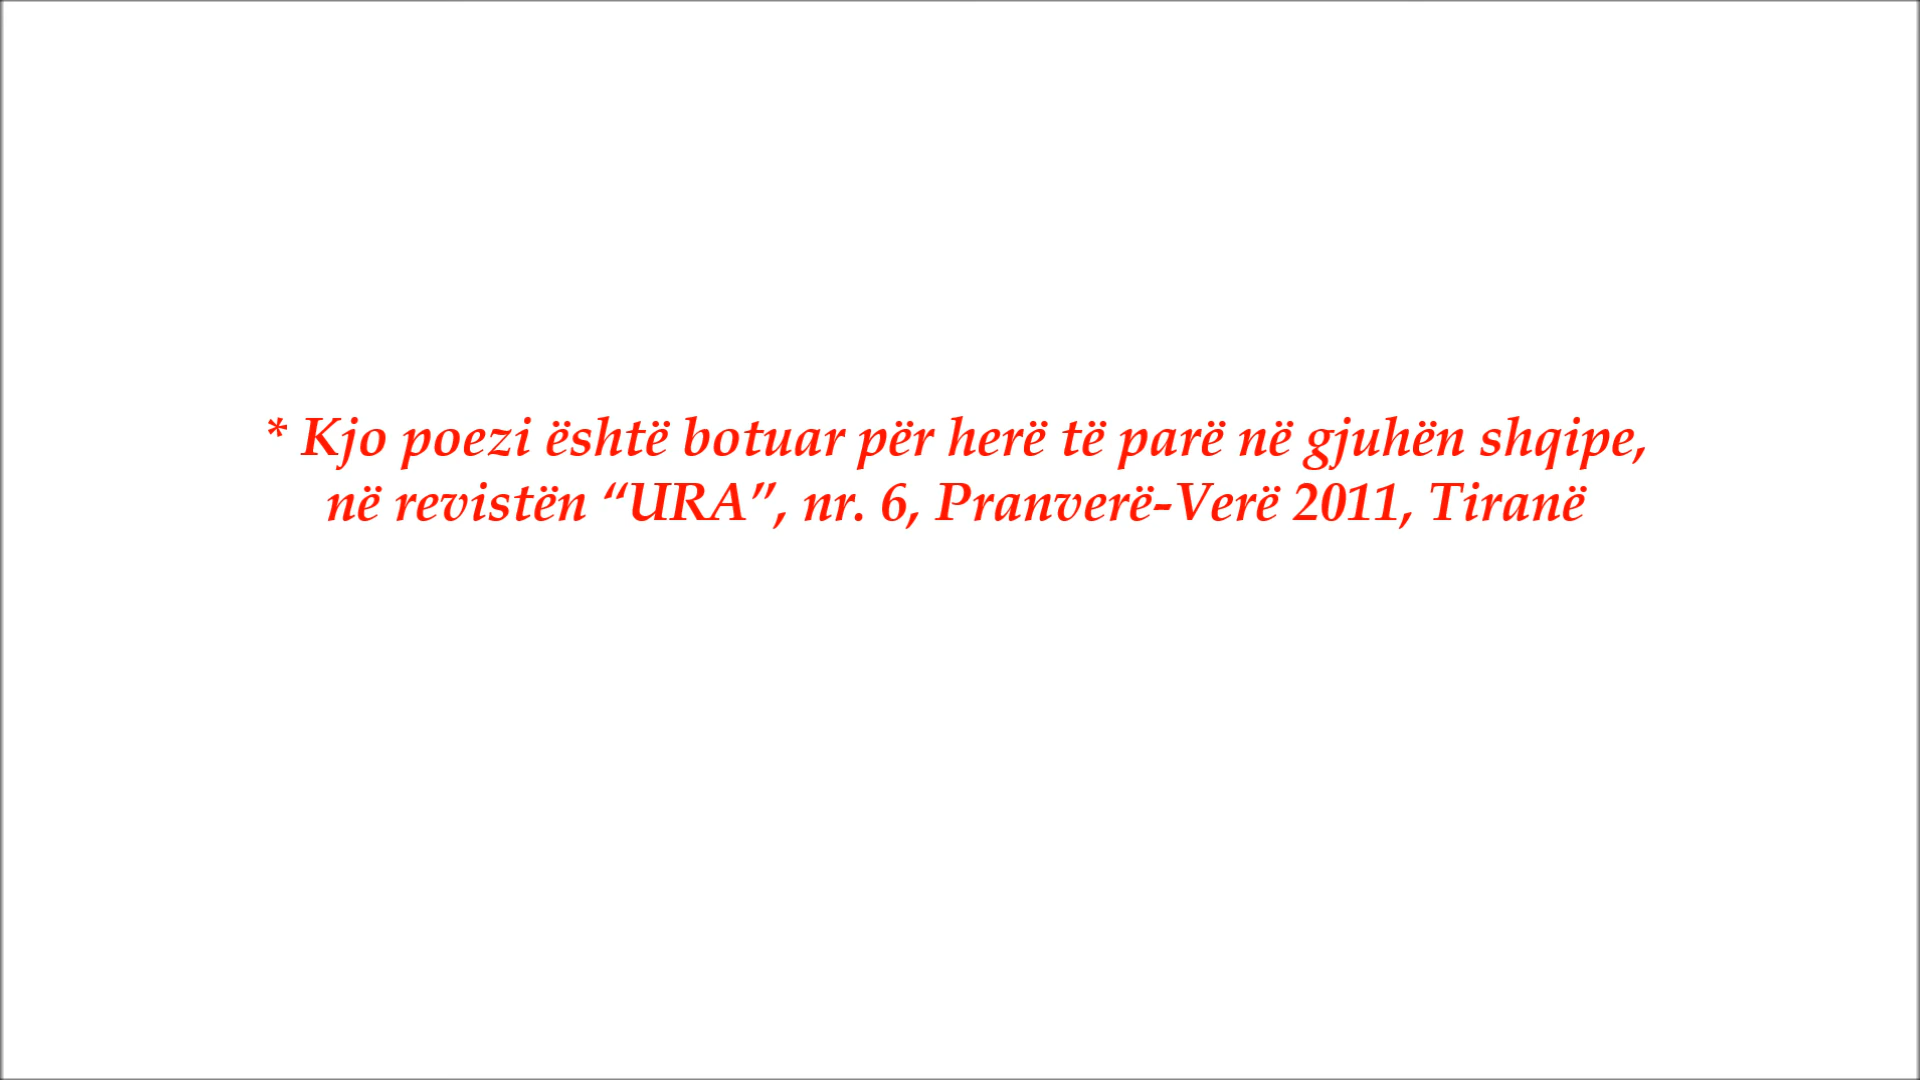 * Kjo poezi është botuar për herë të parë në gjuhën shqipe,
në revistën “URA”, nr. 6, Pranverë-Verë 2011, Tiranë